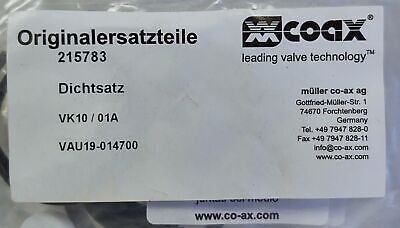 Originalersatzteile
215783
Dichtsatz
VK10 / 01A
VAU19-014700
coax®
leading valve technology™
müller co-ax ag
Gottfried-Müller-Str. 1
74670 Forchtenberg
Germany
Tel. +49 7947 828-0
Fax +49 7947 828-11
info@co-ax.com
www.co-ax.com
www.co-ax.com